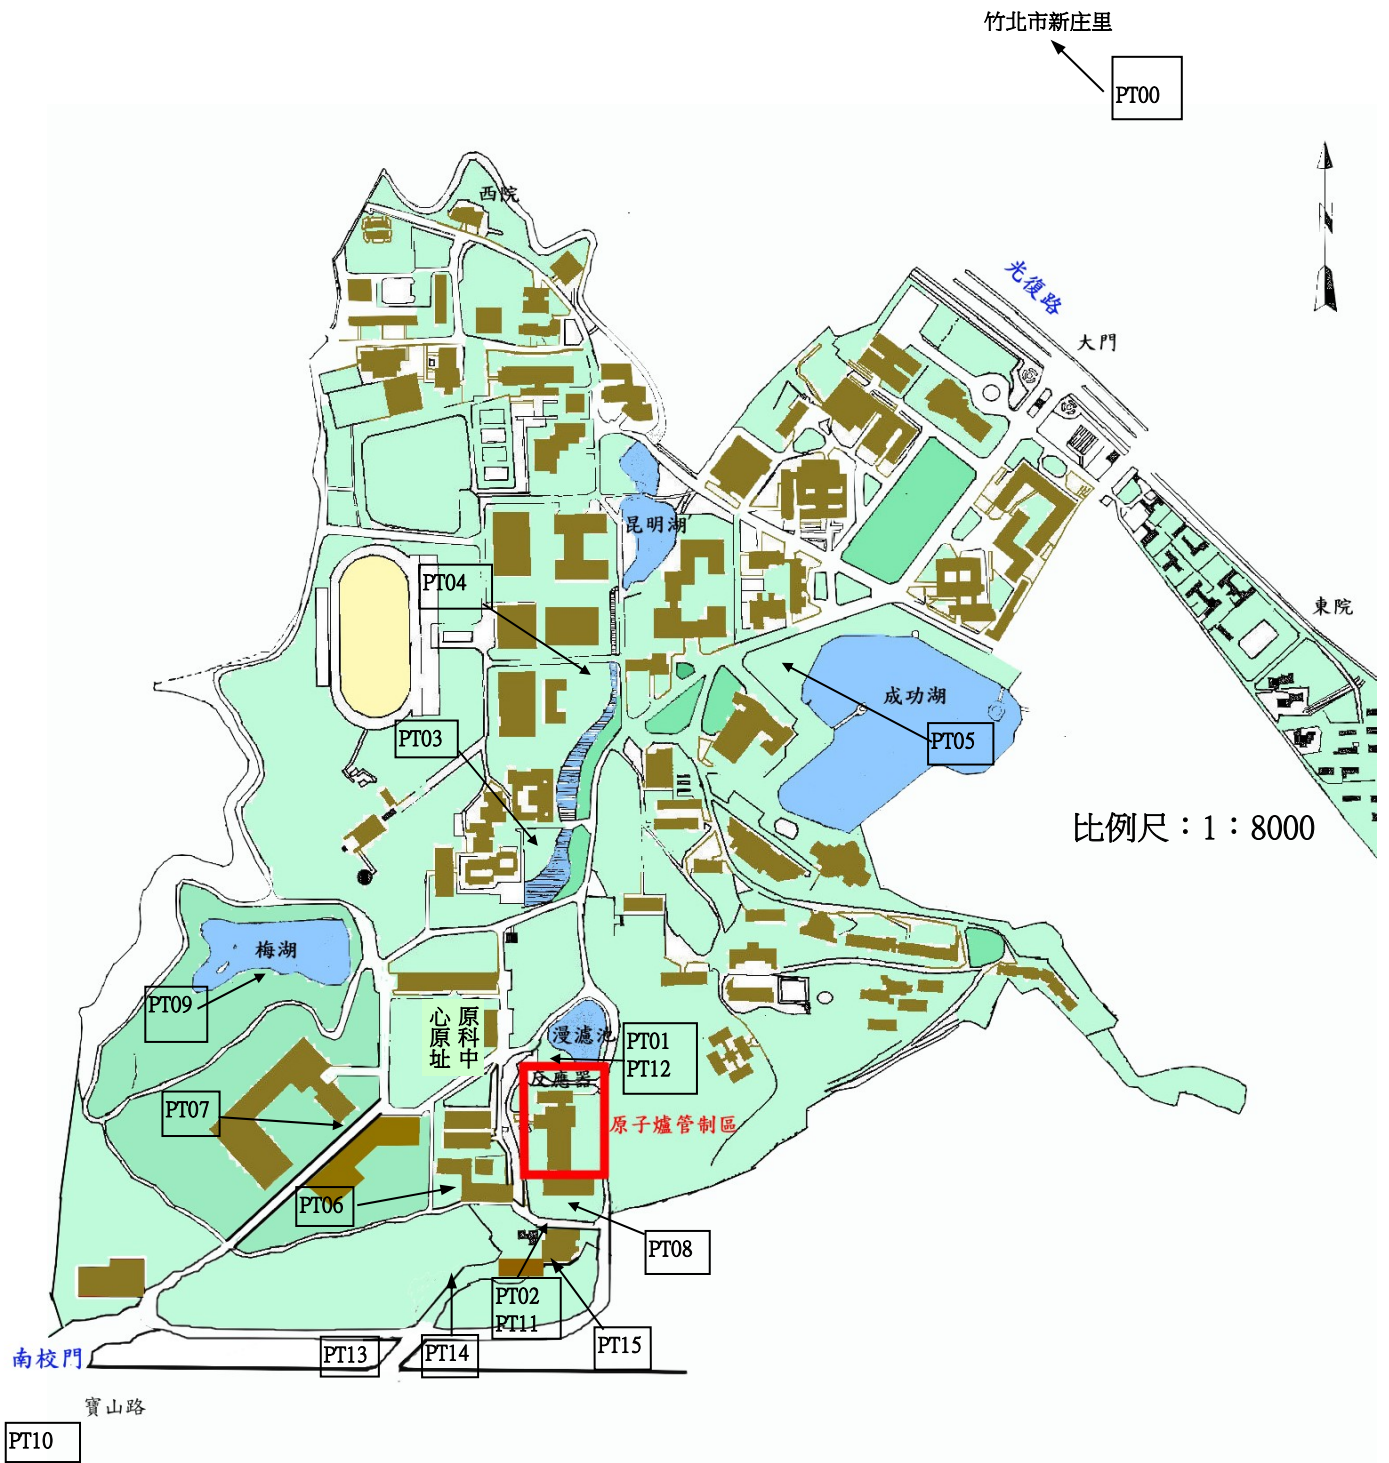 竹北市新庄里
PT00
西院
光復路
大門
昆明湖
PT04
東院
成功湖
PT03
PT05
比例尺：1：8000
梅湖
PT09
原科中
心原址
漫濾池
PT01
PT12
反應器
PT07
原子爐管制區
PT06
PT08
PT02
PT11
PT15
PT13
PT14
南校門
寶山路
PT10
N